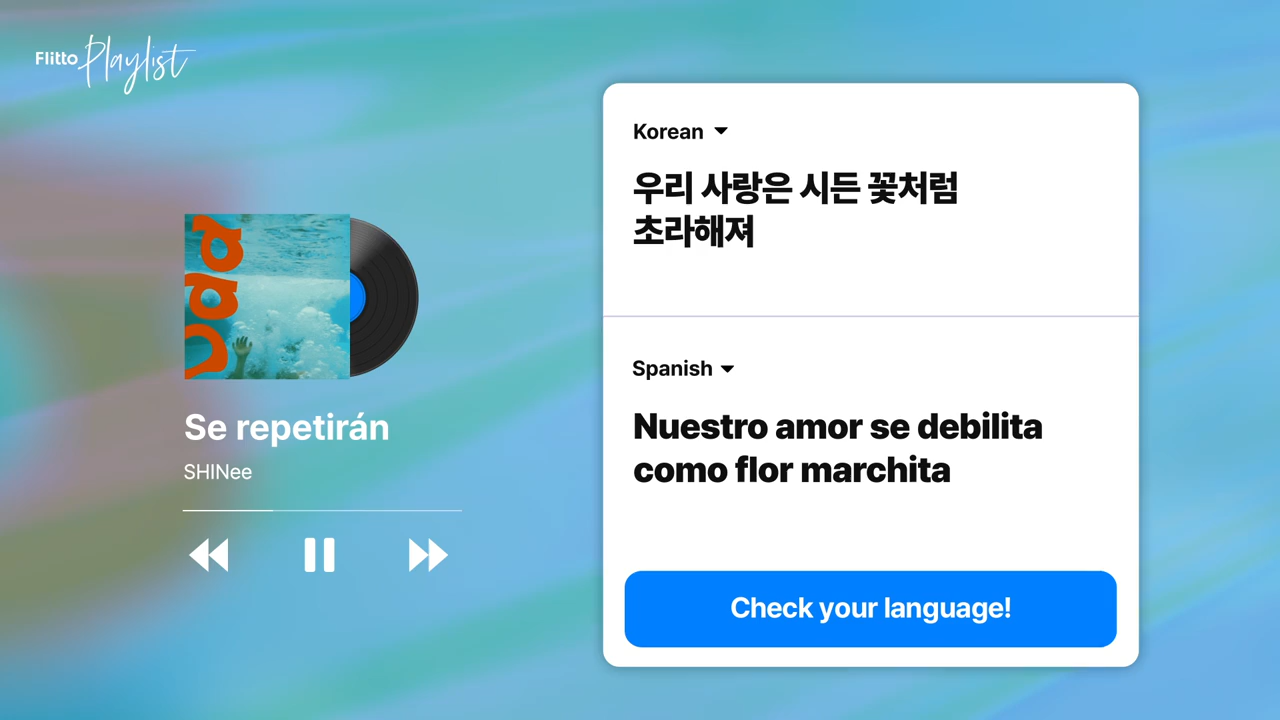 Flitto Playlist
Odd
Se repetirán
SHINee
Korean
우리 사랑은 시든 꽃처럼
초라해져
Spanish
Nuestro amor se debilita
como flor marchita
Check your language!